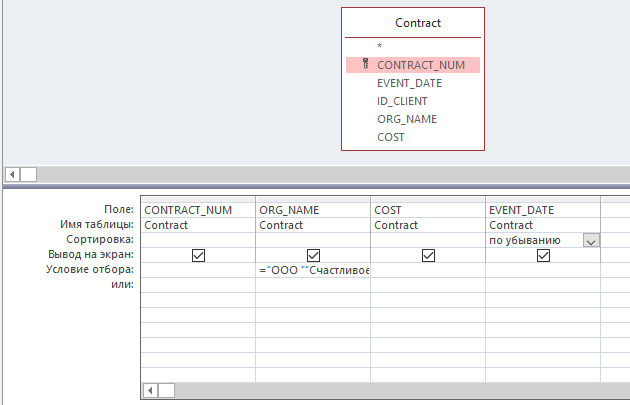 Contract
*
CONTRACT_NUM
EVENT_DATE
ID_CLIENT
ORG_NAME
COST
Поле: CONTRACT_NUM ORG_NAME COST EVENT_DATE
Имя таблицы: Contract Contract Contract Contract
Сортировка: по убыванию
Вывод на экран:
Условие отбора: ="ООО ""Счастливое
или: